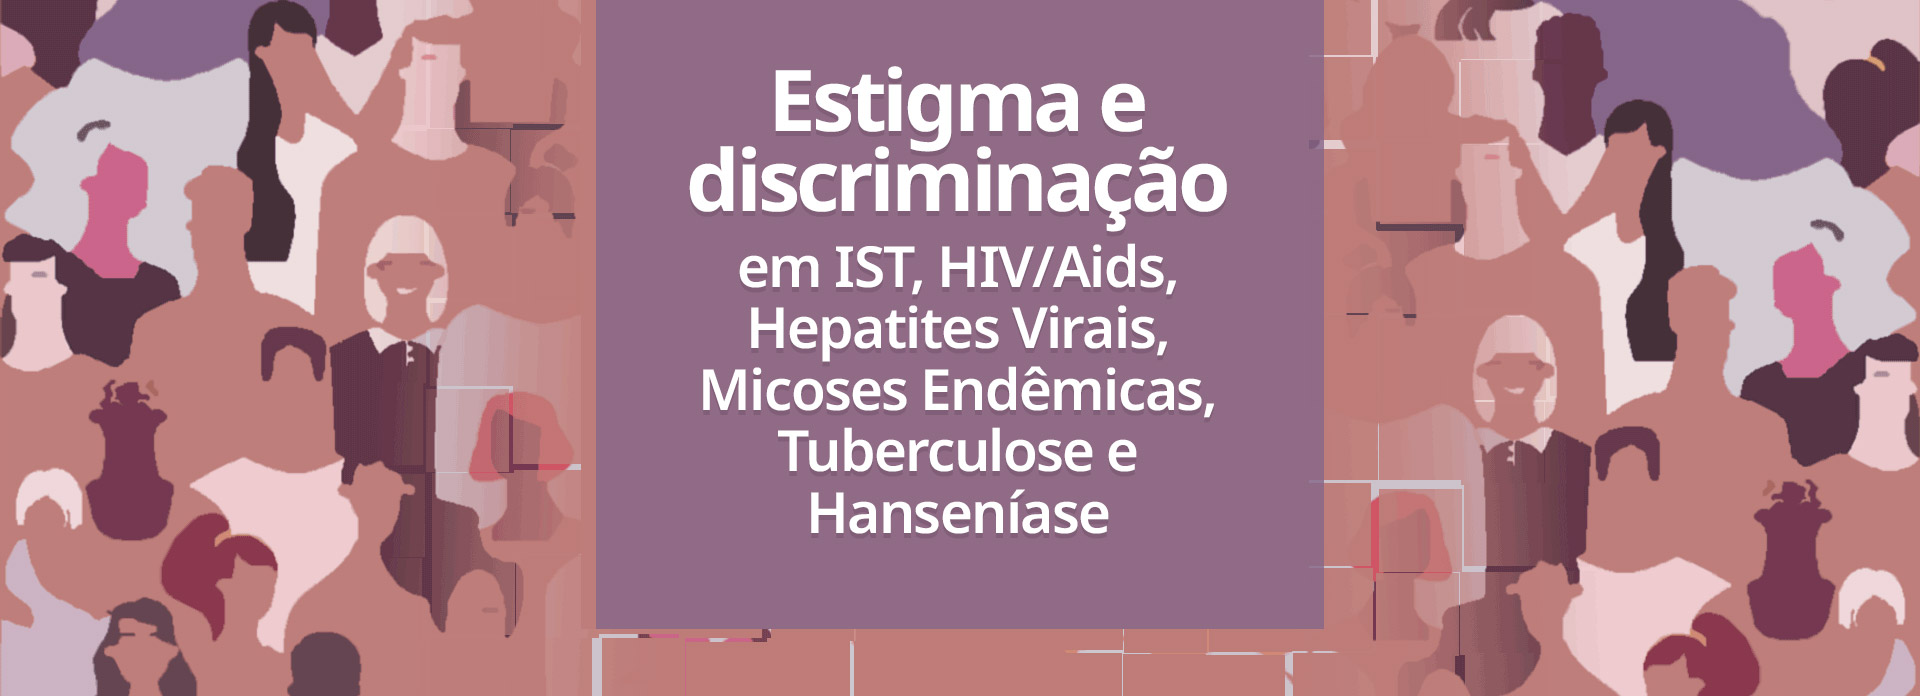 Estigma e
discriminação
em IST, HIV/Aids,
Hepatites Virais,
Micoses Endêmicas,
Tuberculose e
Hanseníase